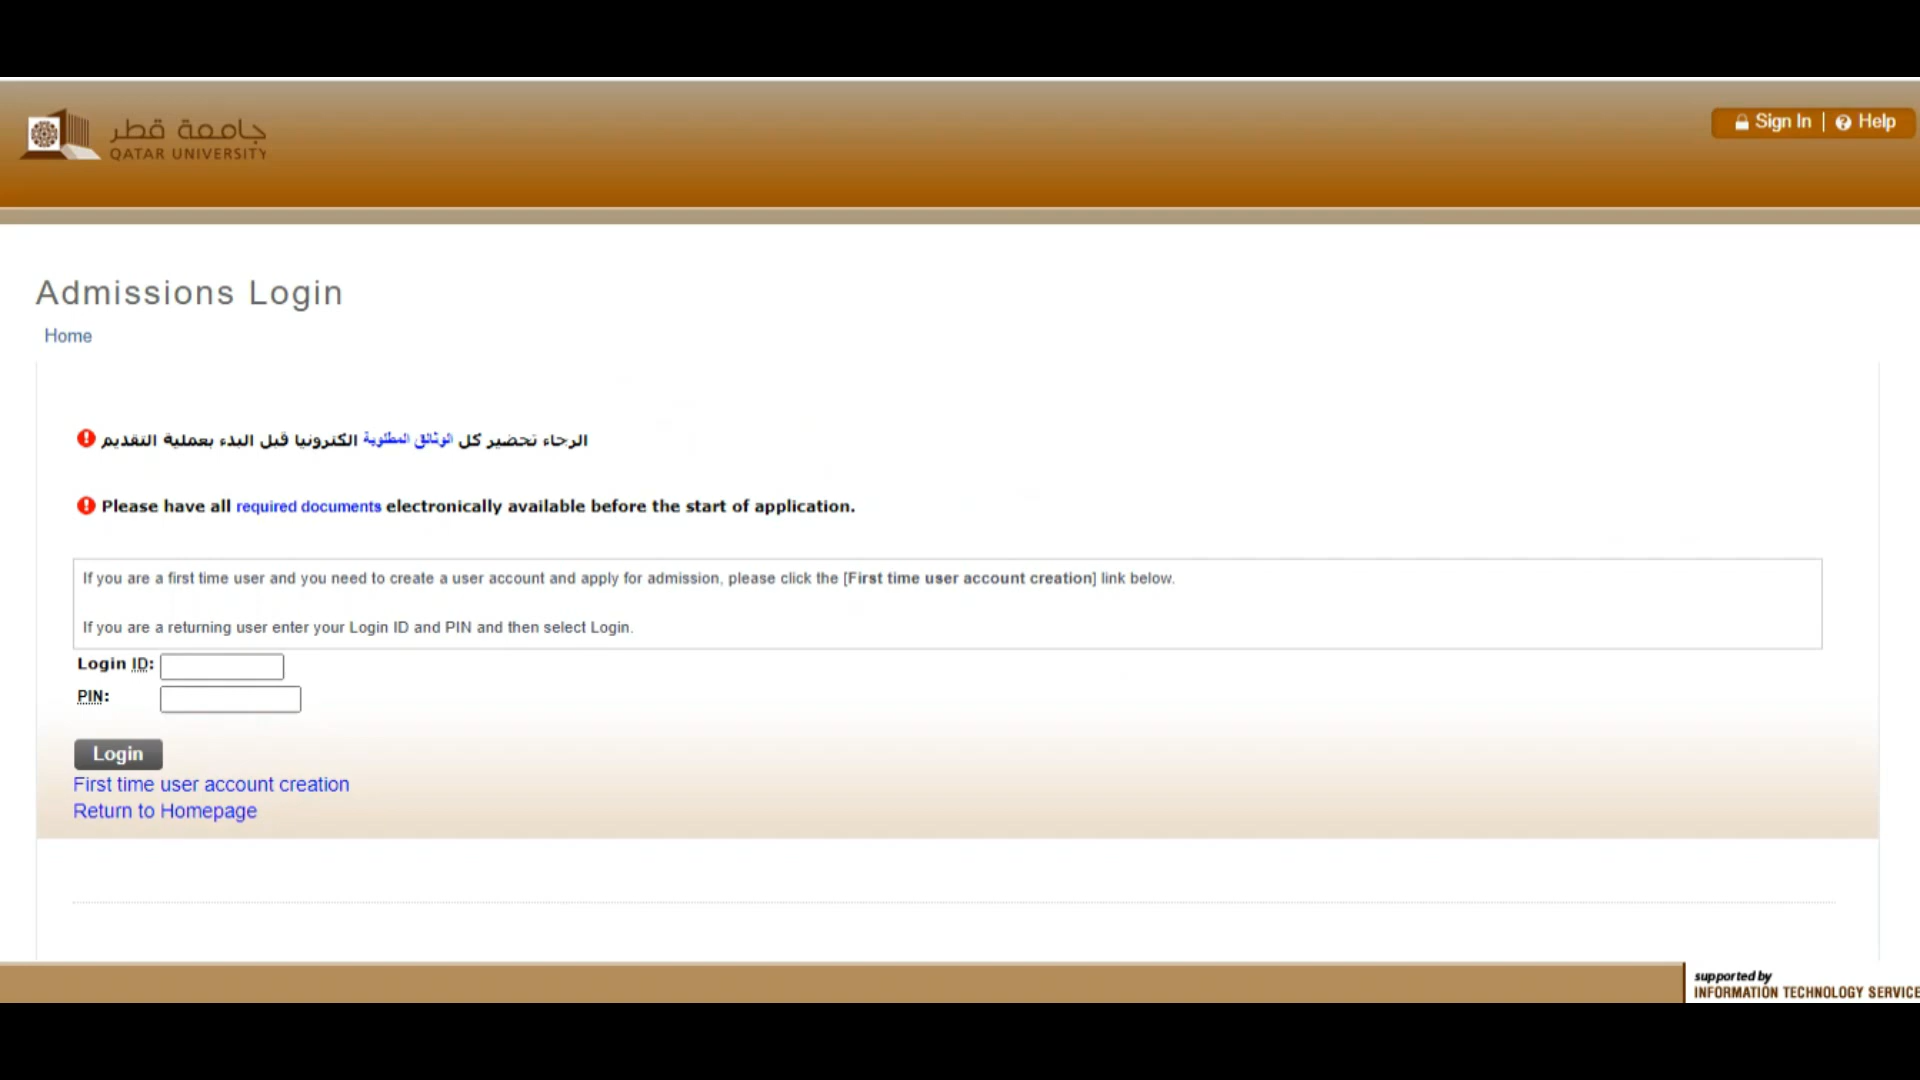 جامعة قطر
QATAR UNIVERSITY
Sign In | Help
Admissions Login
Home
الرجاء تحضير كل الوثائق المطلوبة الكترونيا قبل البدء بعملية التقديم
Please have all required documents electronically available before the start of application.
If you are a first time user and you need to create a user account and apply for admission, please click the [First time user account creation] link below.
If you are a returning user enter your Login ID and PIN and then select Login.
Login ID:
PIN:
Login
First time user account creation
Return to Homepage
supported by
INFORMATION TECHNOLOGY SERVICE